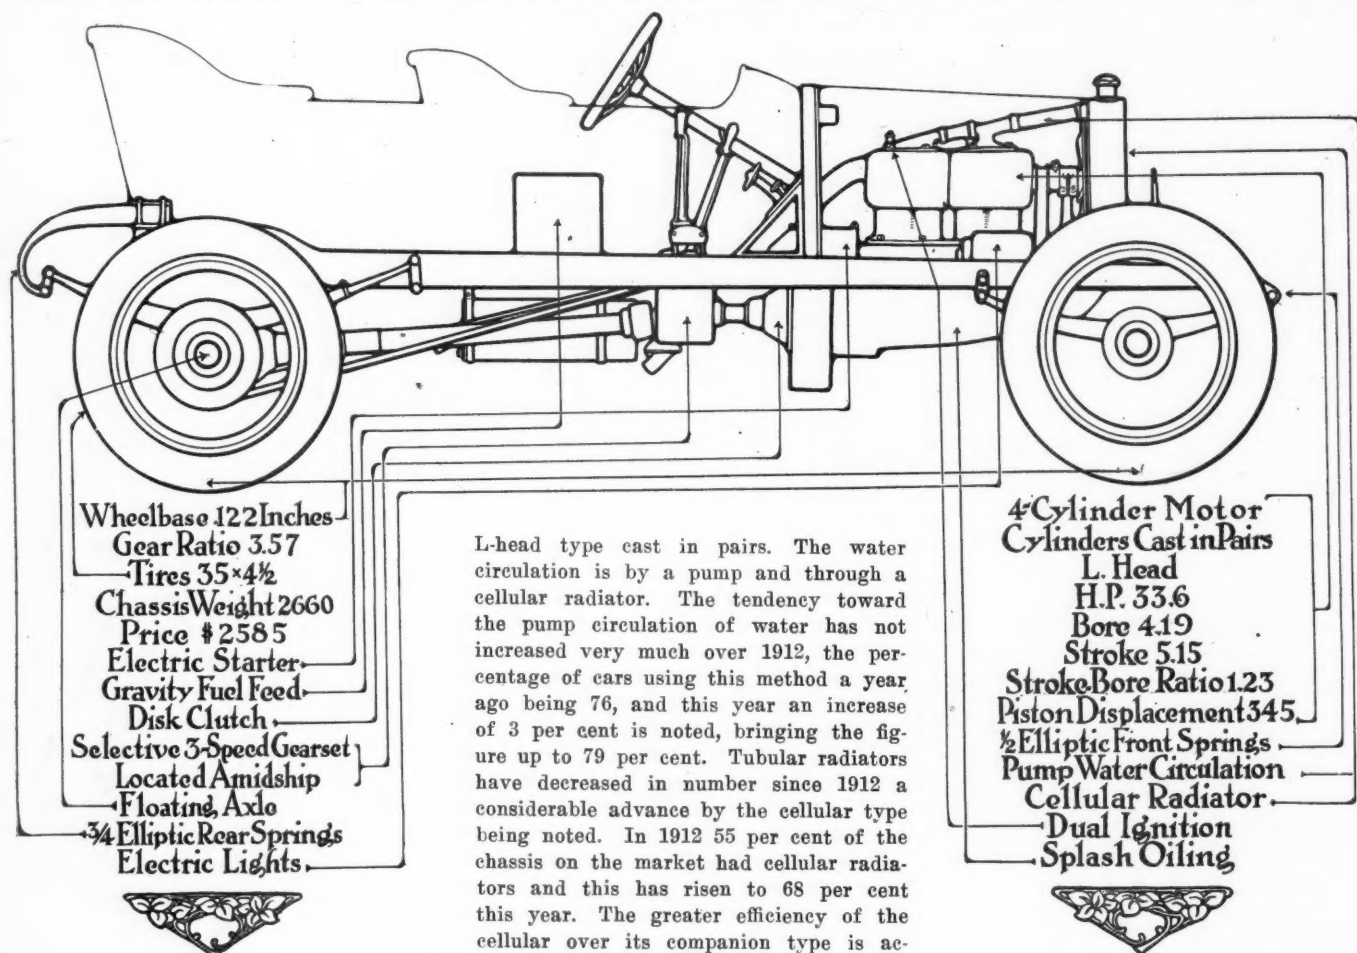 Wheelbase 122 Inches
Gear Ratio 3.57
Tires 35×4½
Chassis Weight 2660
Price $2585
Electric Starter
Gravity Fuel Feed
Disk Clutch
Selective 3-Speed Gearset
Located Amidship
Floating Axle
¾ Elliptic Rear Springs
Electric Lights
L-head type cast in pairs. The water
circulation is by a pump and through a
cellular radiator. The tendency toward
the pump circulation of water has not
increased very much over 1912, the per-
centage of cars using this method a year
ago being 76, and this year an increase
of 3 per cent is noted, bringing the fig-
ure up to 79 per cent. Tubular radiators
have decreased in number since 1912 a
considerable advance by the cellular type
being noted. In 1912 55 per cent of the
chassis on the market had cellular radia-
tors and this has risen to 68 per cent
this year. The greater efficiency of the
cellular over its companion type is ac-
4-Cylinder Motor
Cylinders Cast in Pairs
L. Head
H.P. 33.6
Bore 4.19
Stroke 5.15
Stroke-Bore Ratio 1.23
Piston Displacement 345
½ Elliptic Front Springs
Pump Water Circulation
Cellular Radiator
Dual Ignition
Splash Oiling